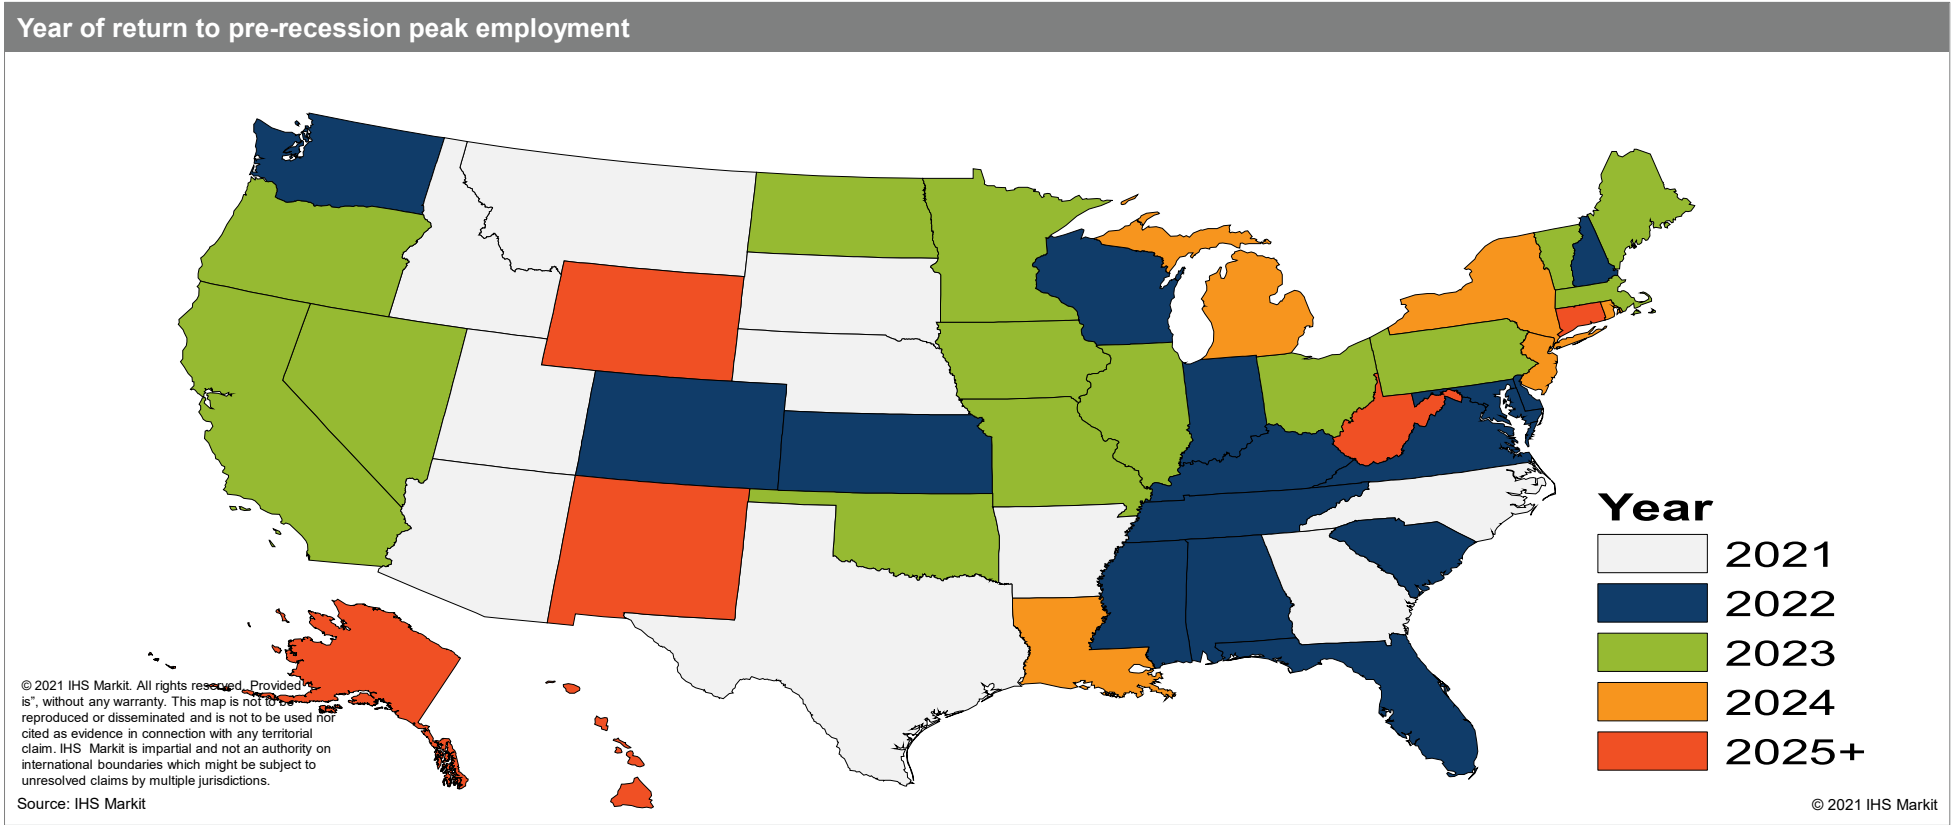 Year of return to pre-recession peak employment
Year
2021
2022
2023
2024
2025+
© 2021 IHS Markit. All rights reserved. Provided
is”, without any warranty. This map is not to be
reproduced or disseminated and is not to be used nor
cited as evidence in connection with any territorial
claim. IHS Markit is impartial and not an authority on
international boundaries which might be subject to
unresolved claims by multiple jurisdictions.
Source: IHS Markit
© 2021 IHS Markit